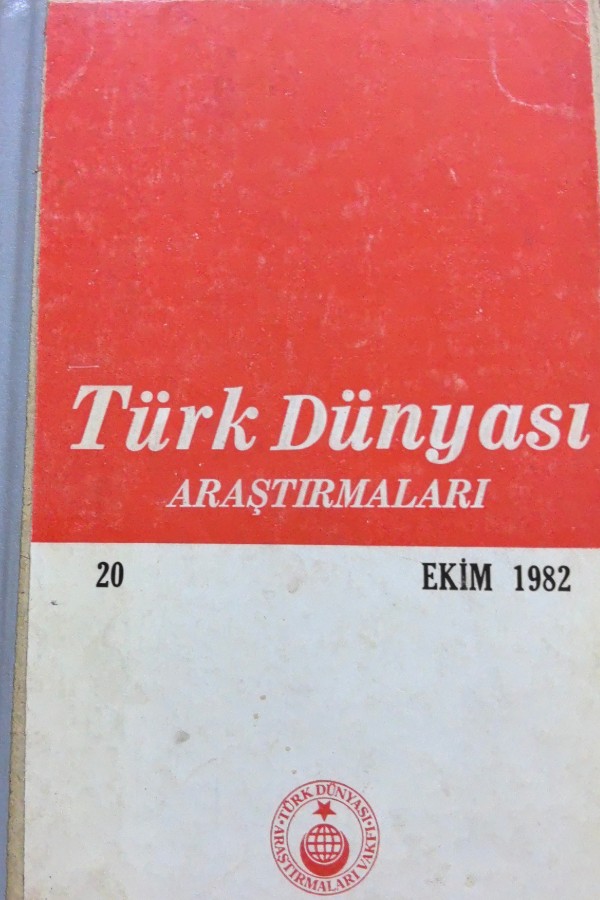 Türk Dünyası
ARAŞTIRMALARI
20 EKİM 1982
TÜRK DÜNYASI
ARAŞTIRMALARI VAKFI